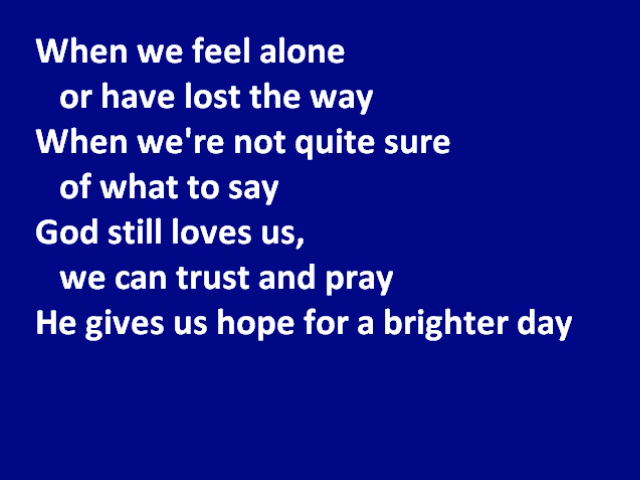 When we feel alone
or have lost the way
When we're not quite sure
of what to say
God still loves us,
we can trust and pray
He gives us hope for a brighter day